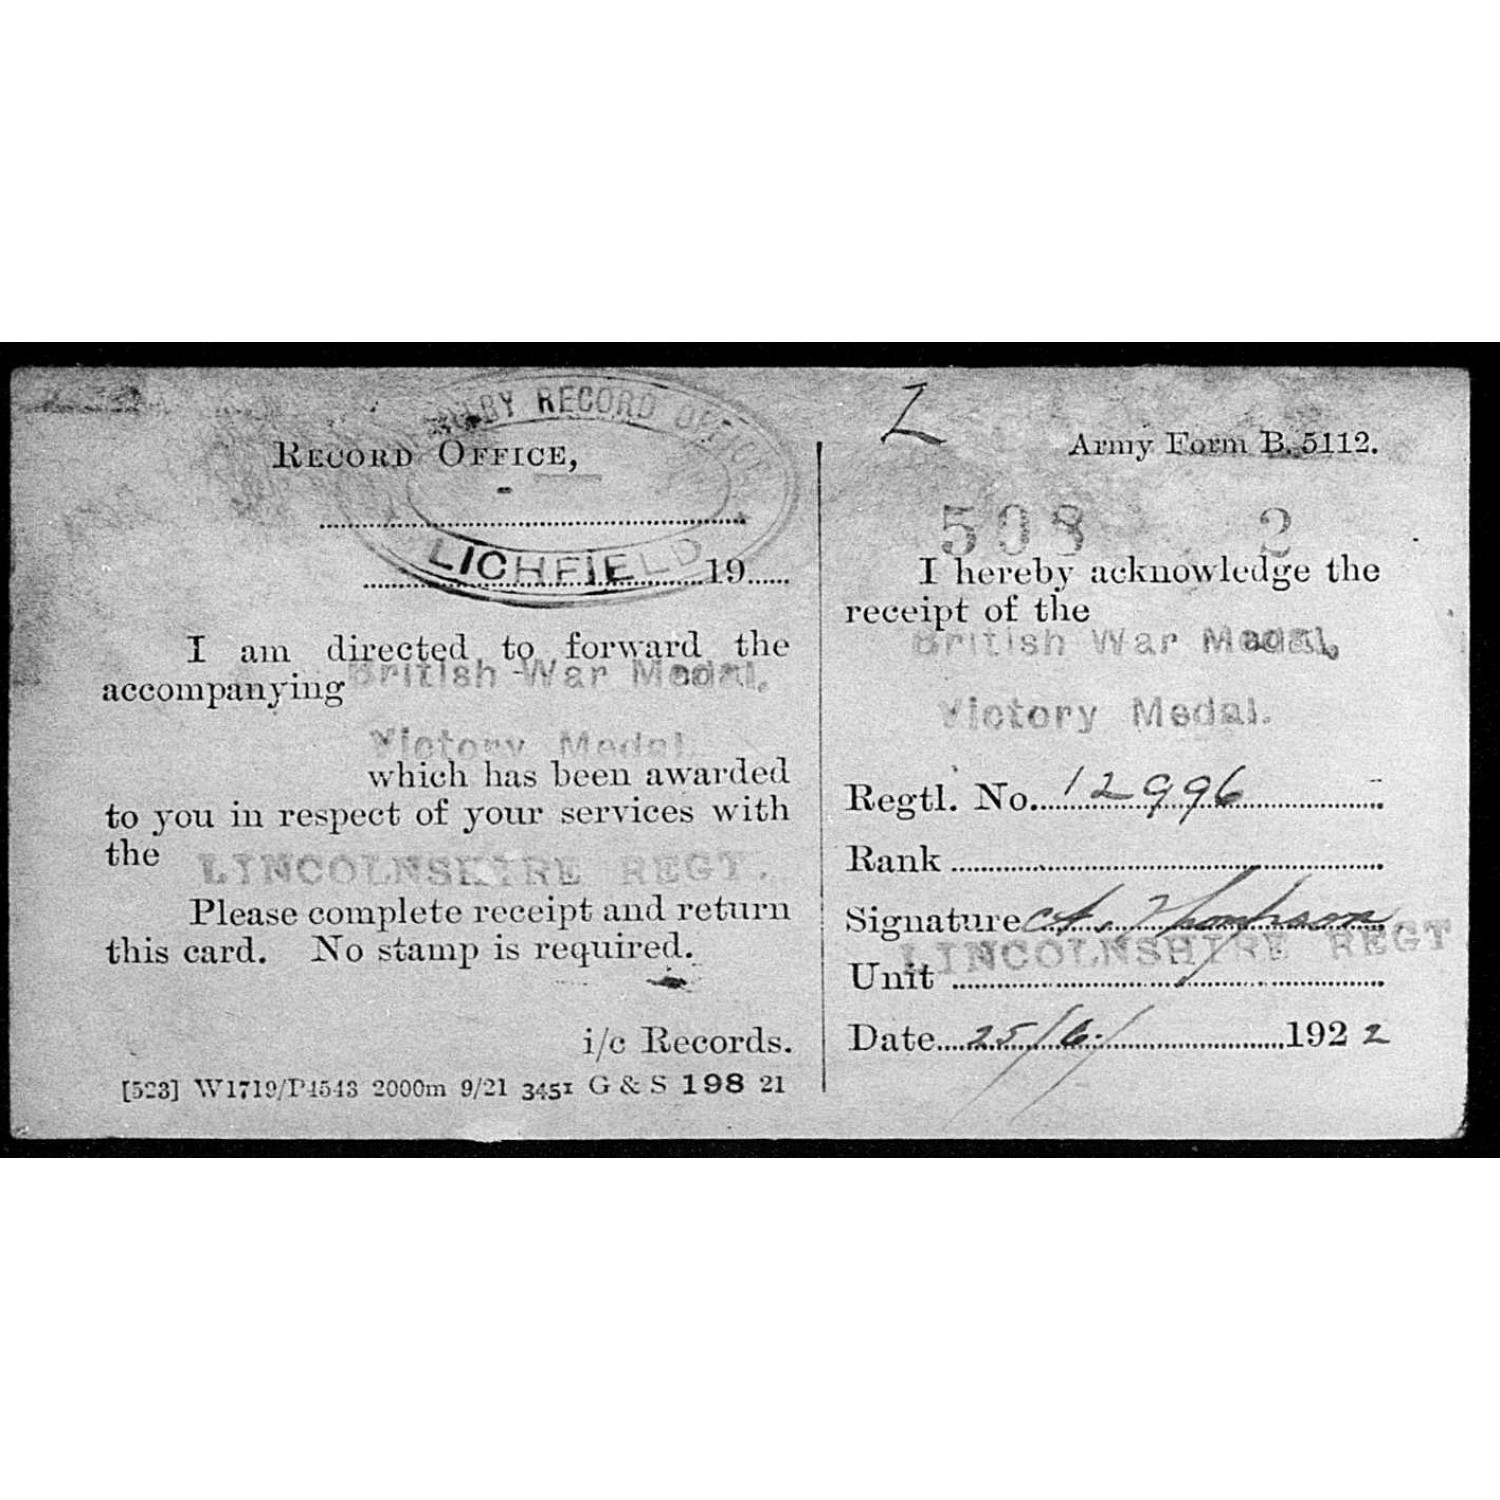 RECORD OFFICE,
RECORD OFFICE
LICHFIELD
19
I am directed to forward the
accompanying British War Medal.
Victory Medal
which has been awarded
to you in respect of your services with
the LINCOLNSHIRE REGT.
Please complete receipt and return
this card. No stamp is required.
i/c Records.
[523] W1719/P4543 2000m 9/21 3451 G & S 198 21
Army Form B. 5112.
508 2
I hereby acknowledge the
receipt of the
British War Medal,
Victory Medal.
Regtl. No. 12996
Rank
Signature A. Thompson
LINCOLNSHIRE REGT
Unit
Date 25/6/ 1922